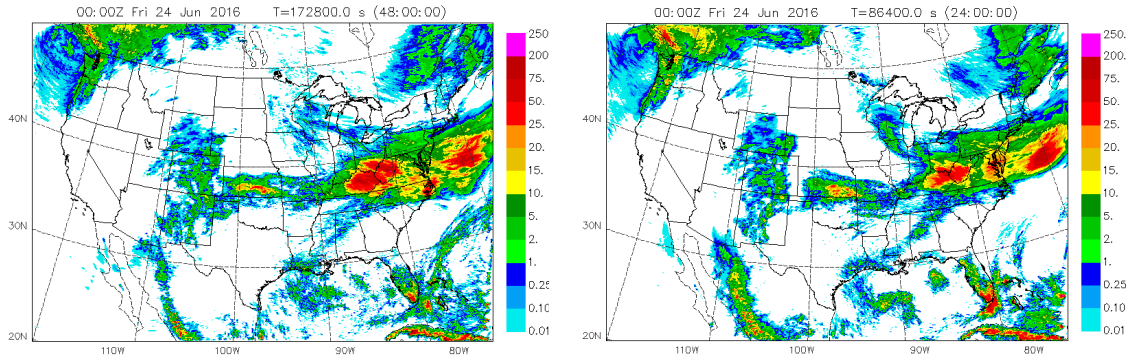 00:00Z Fri 24 Jun 2016 T=172800.0 s (48:00:00)
250
200.
75.
50.
25.
20.
15.
10.
5.
2.
1.
0.25
0.10
0.01
40N
30N
20N
110W
100W
90W
80W
00:00Z Fri 24 Jun 2016 T=86400.0 s (24:00:00)
250.
200.
75.
50.
25.
20.
15.
10.
5.
2.
1.
0.25
0.10
0.01
40N
30N
20N
110W
100W
90W
80W